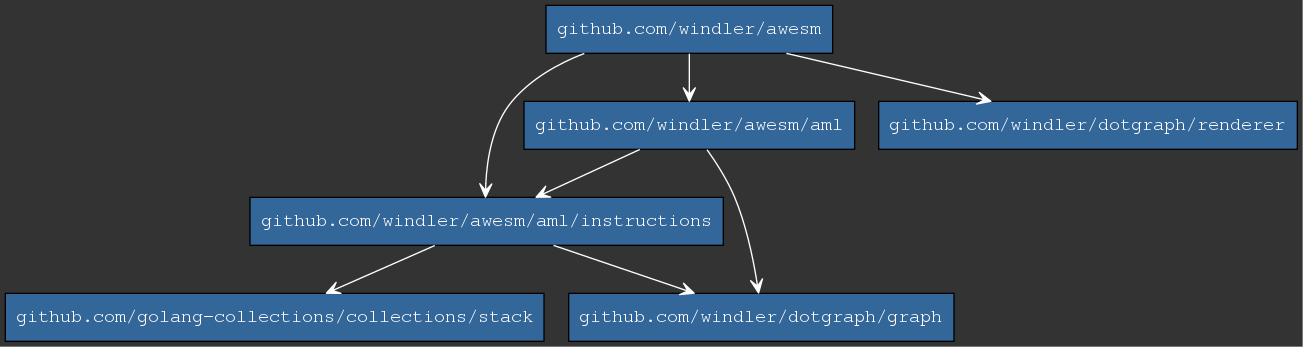 github.com/windler/awesm
github.com/windler/awesm/aml
github.com/windler/dotgraph/renderer
github.com/windler/awesm/aml/instructions
github.com/golang-collections/collections/stack
github.com/windler/dotgraph/graph